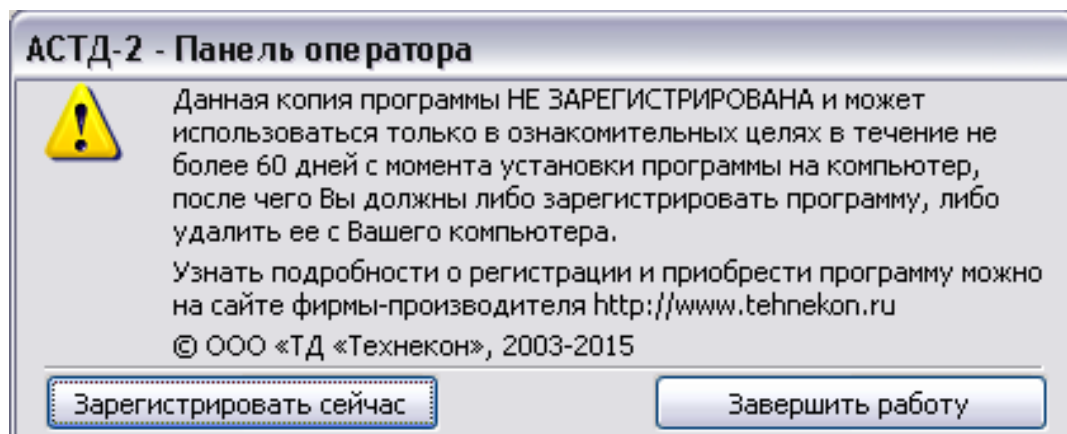 АСТД-2 - Панель оператора
Данная копия программы НЕ ЗАРЕГИСТРИРОВАНА и может
использоваться только в ознакомительных целях в течение не
более 60 дней с момента установки программы на компьютер,
после чего Вы должны либо зарегистрировать программу, либо
удалить ее с Вашего компьютера.
Узнать подробности о регистрации и приобрести программу можно
на сайте фирмы-производителя http://www.tehnekon.ru
© ООО «ТД «Технекон», 2003-2015
Зарегистрировать сейчас
Завершить работу